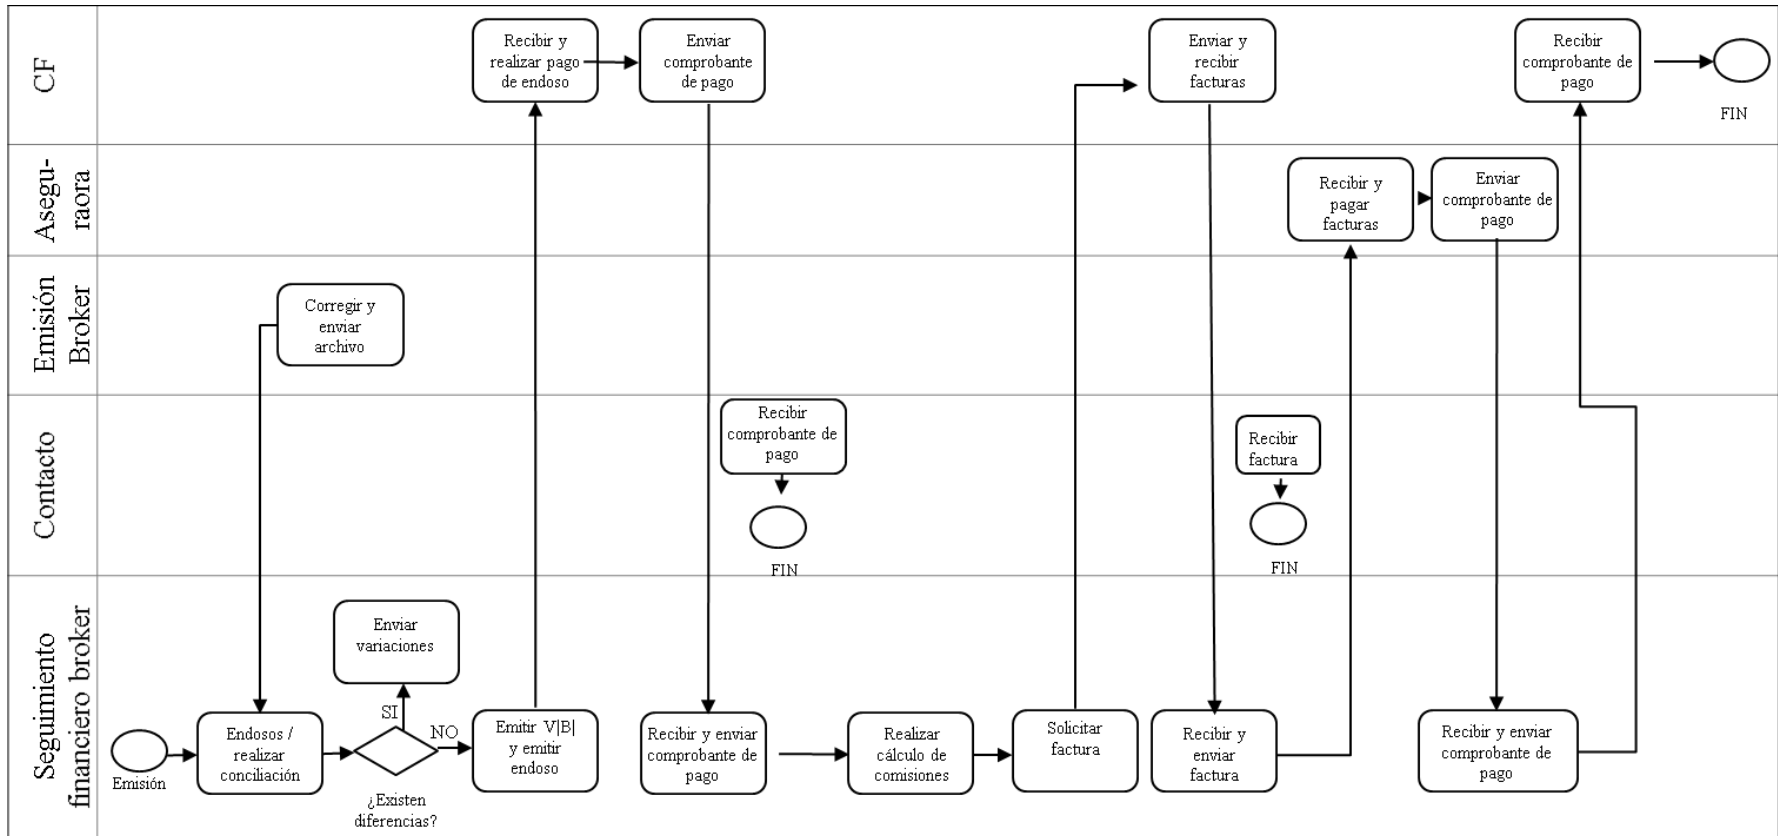 CF
Recibir y
realizar pago
de endoso
Enviar
comprobante
de pago
Enviar y
recibir
facturas
Recibir
comprobante de
pago
FIN
Asegu-
raora
Recibir y
pagar
facturas
Enviar
comprobante de
pago
Emisión
Broker
Corregir y
enviar
archivo
Contacto
Recibir
comprobante de
pago
FIN
Recibir
factura
FIN
Seguimiento
financiero broker
Emisión
Endosos /
realizar
conciliación
¿Existen
diferencias?
SI
Enviar
variaciones
NO
Emitir V|B|
y emitir
endoso
Recibir y enviar
comprobante de
pago
Realizar
cálculo de
comisiones
Solicitar
factura
Recibir y
enviar
factura
Recibir y enviar
comprobante de
pago